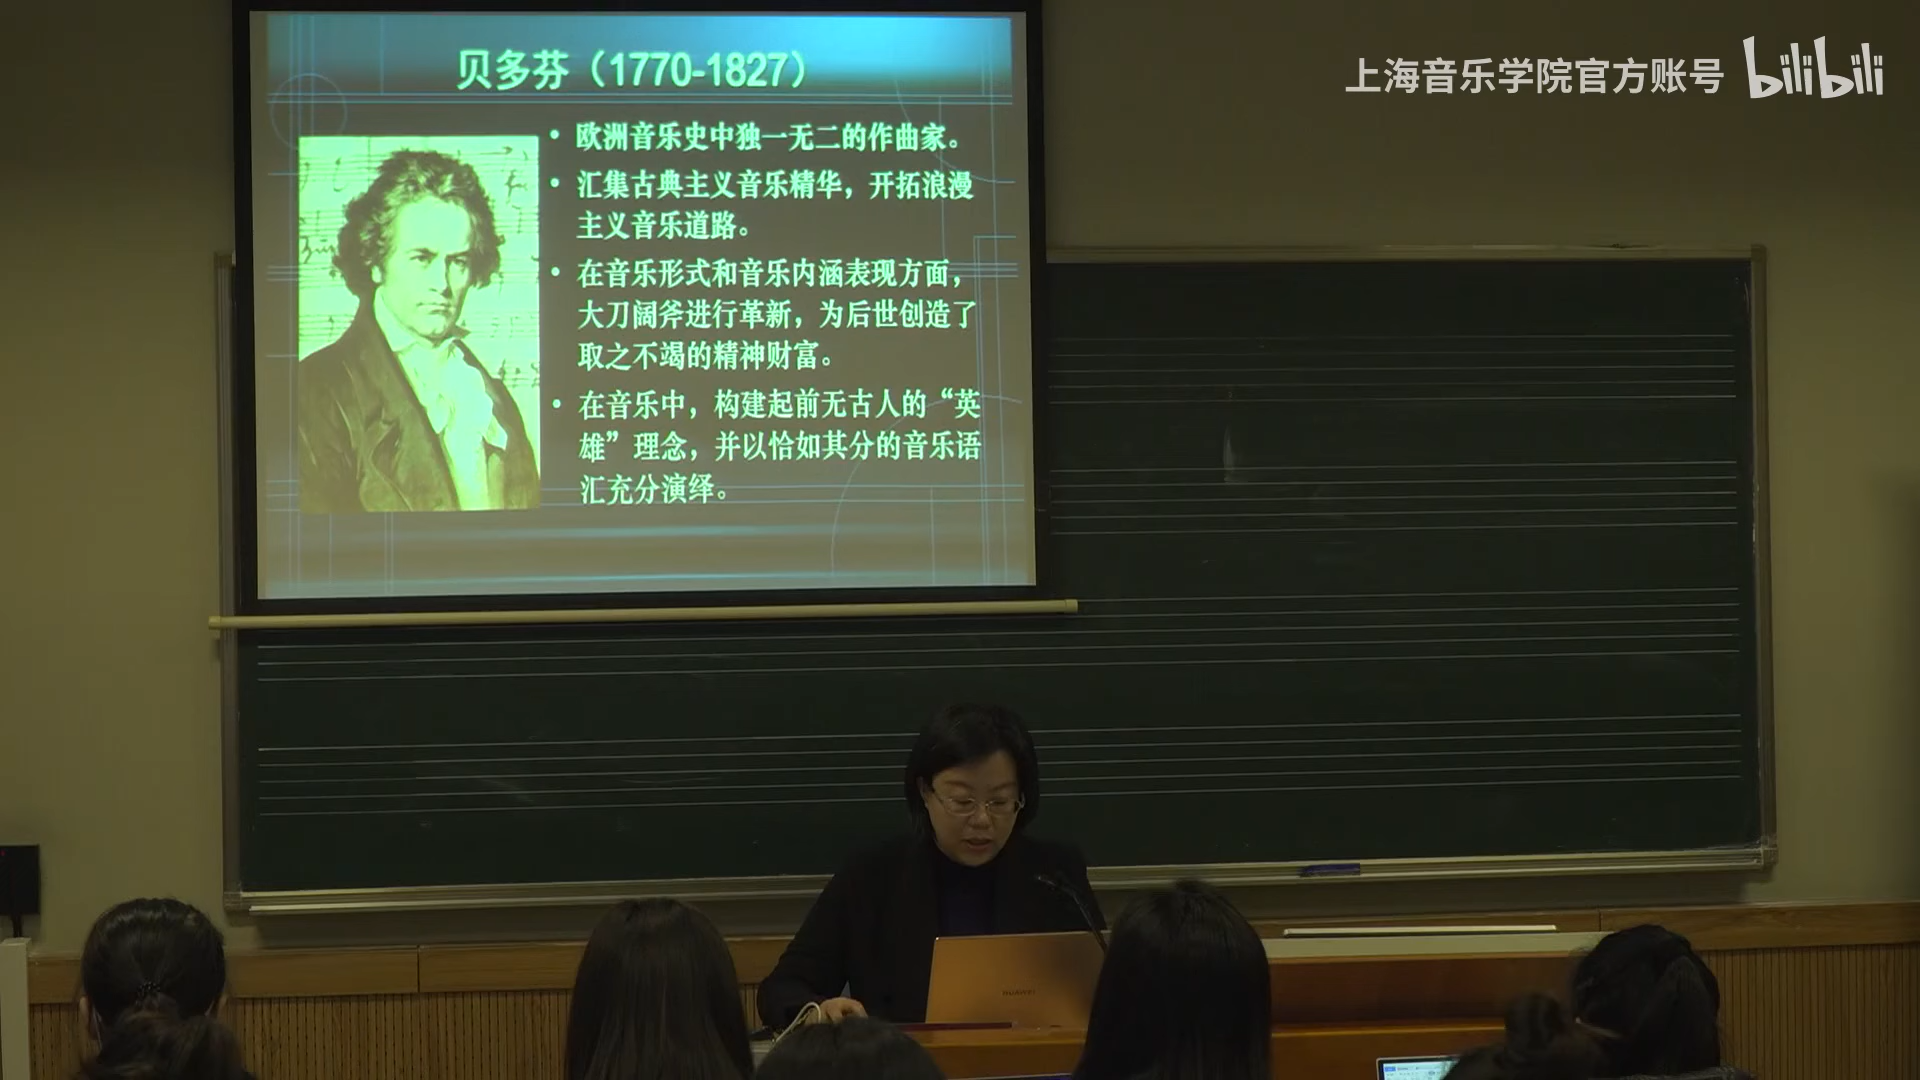 上海音乐学院官方账号 bilibili
贝多芬（1770-1827）
• 欧洲音乐史中独一无二的作曲家。
• 汇集古典主义音乐精华，开拓浪漫
主义音乐道路。
• 在音乐形式和音乐内涵表现方面，
大刀阔斧进行革新，为后世创造了
取之不竭的精神财富。
• 在音乐中，构建起前无古人的“英
雄”理念，并以恰如其分的音乐语
汇充分演绎。
HUAWEI